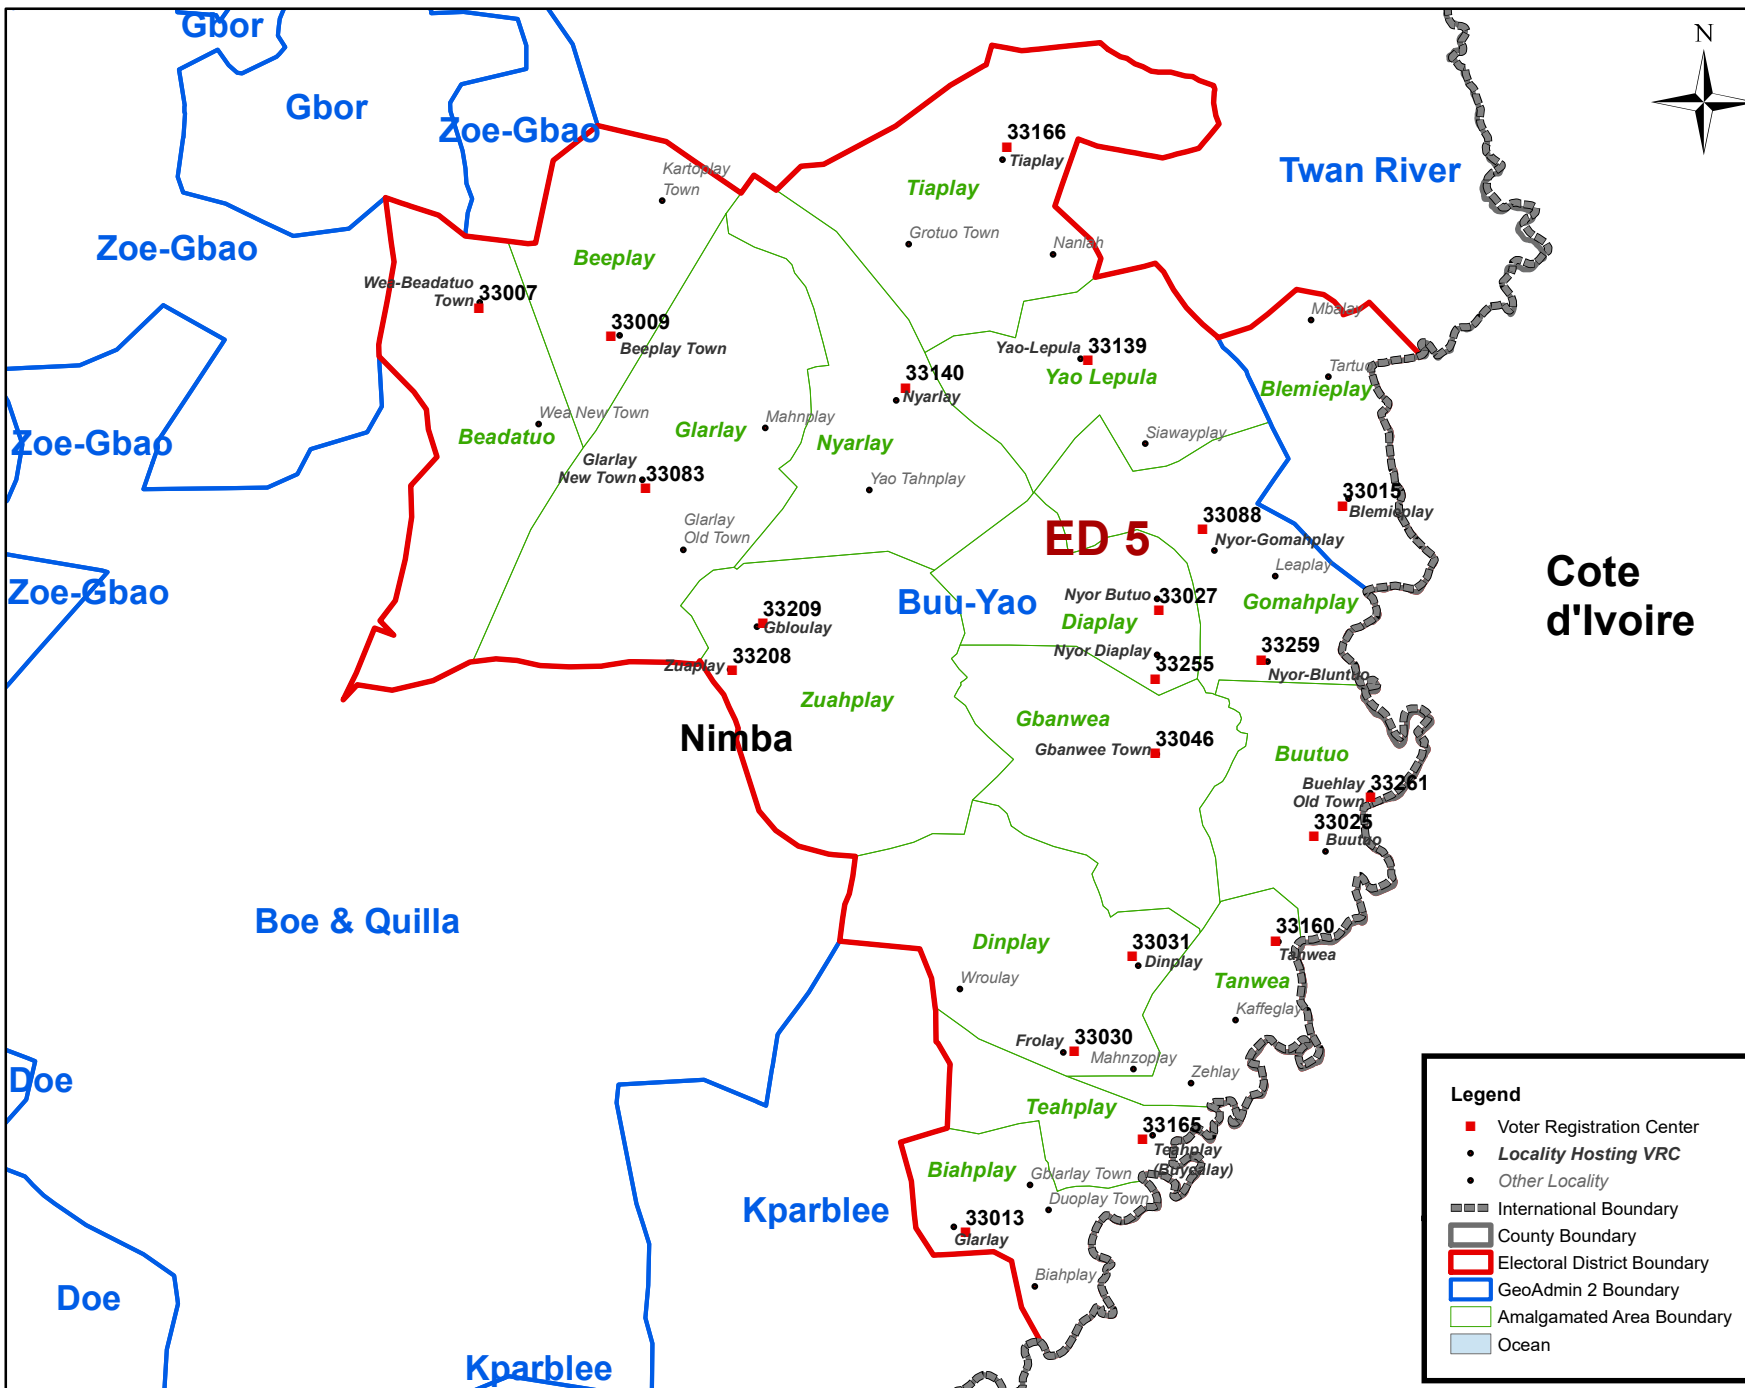 Gbor
N
Gbor
Zoe-Gbao
33166
Tiaplay
Twan River
Kartoplay
Town
Tiaplay
Grotuo Town
Naniah
Zoe-Gbao
Beeplay
Wea-Beadatuo
Town
33007
33009
Beeplay Town
Mbalay
Yao-Lepula
33139
Yao Lepula
Tartuo
Blemieplay
33140
Nyarlay
Wea New Town
Beadatuo
Glarlay
Mahnplay
Nyarlay
Siawayplay
Zoe-Gbao
Glarlay
New Town
33083
Yao Tahnplay
33015
Blemieplay
Glarlay
Old Town
ED 5
33088
Nyor-Gomahplay
Leaplay
Cote
d'Ivoire
Zoe-Gbao
Buu-Yao
Nyor Butuo
33027
Diaplay
Gomahplay
33209
Gbloulay
33208
Zuaplay
Nyor Diaplay
33255
33259
Nyor-Bluntuo
Zuahplay
Gbanwea
Nimba
Gbanwee Town
33046
Buutuo
Buehlay
Old Town
33261
33025
Buutuo
Boe & Quilla
Dinplay
33031
Dinplay
33160
Tanwea
Wroulay
Tanwea
Kaffeglay
Frolay
33030
Mahnzoplay
Zehlay
Doe
Teahplay
33165
Teahplay
(Buyealay)
Biahplay
Gblarlay Town
Duoplay Town
Kparblee
33013
Glarlay
Biahplay
Doe
Kparblee
Legend
Voter Registration Center
Locality Hosting VRC
Other Locality
International Boundary
County Boundary
Electoral District Boundary
GeoAdmin 2 Boundary
Amalgamated Area Boundary
Ocean